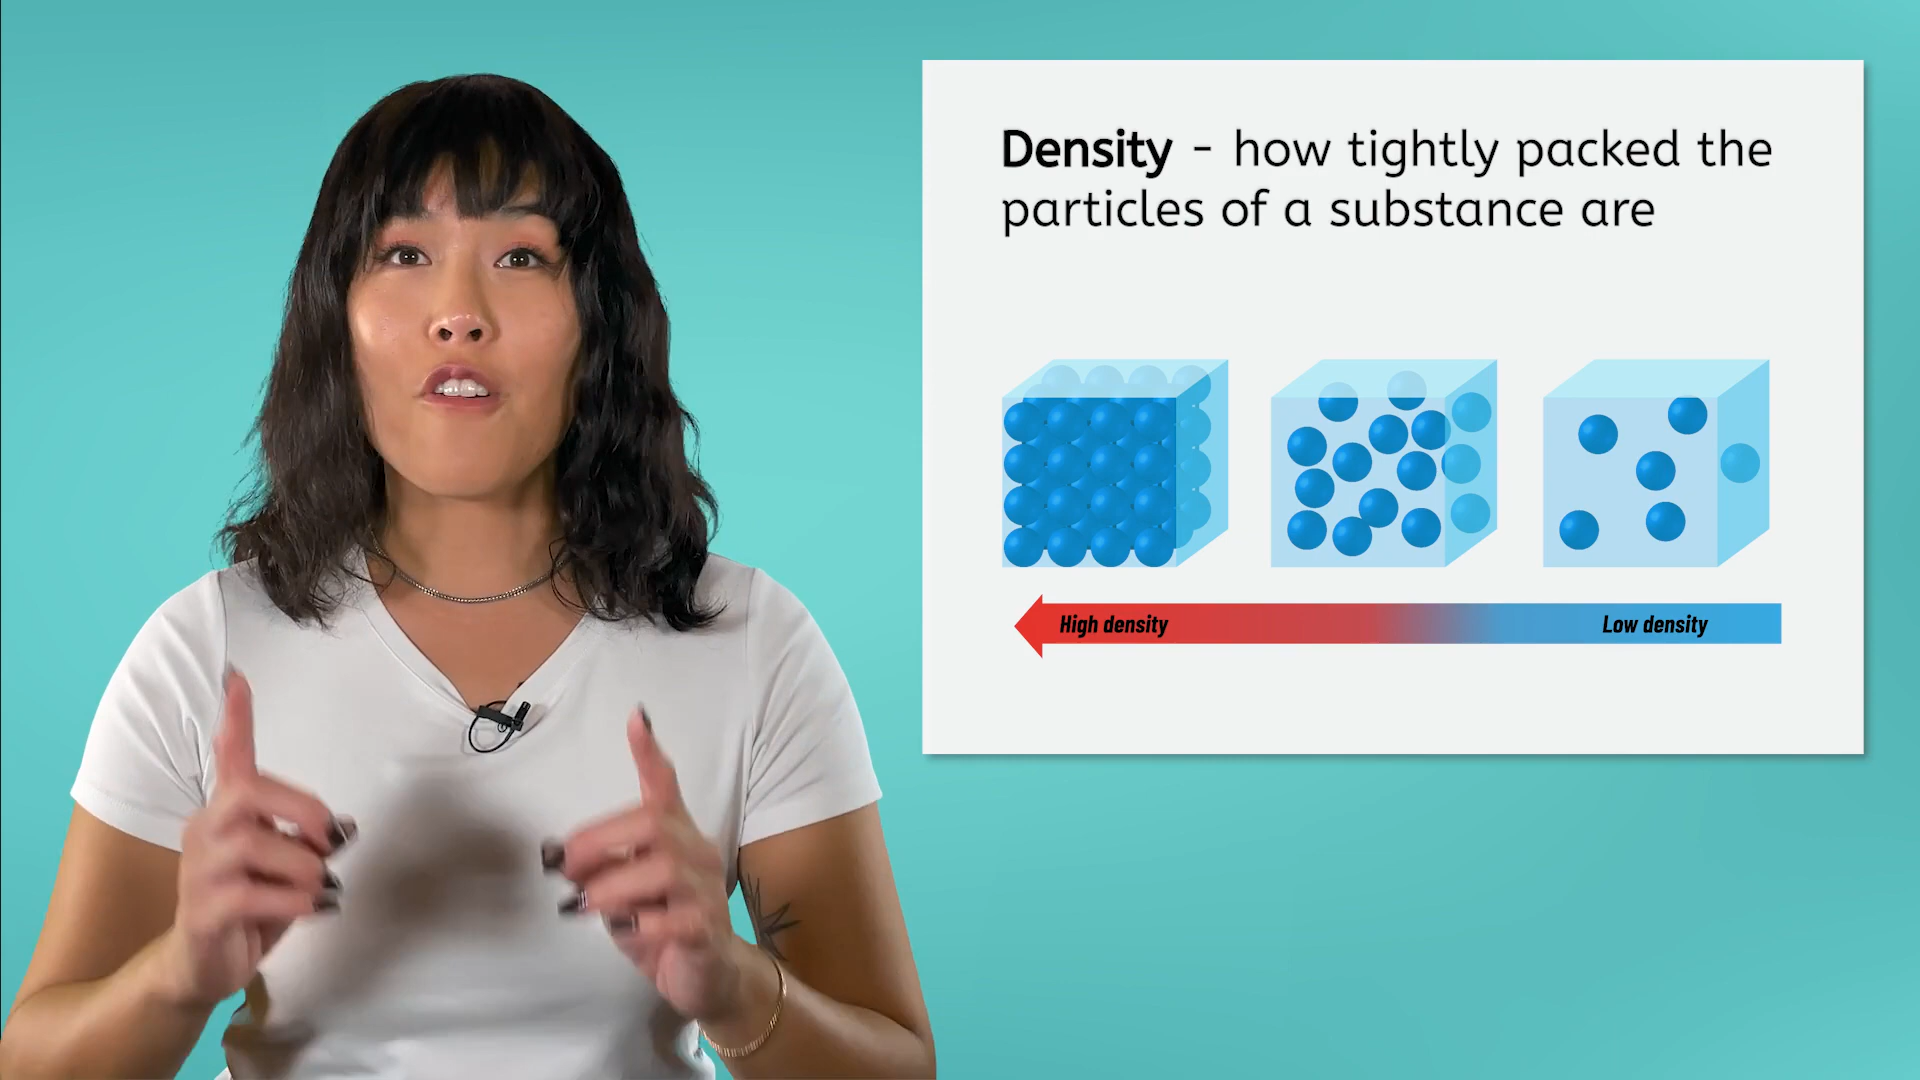 Density - how tightly packed the
particles of a substance are
High density
Low density